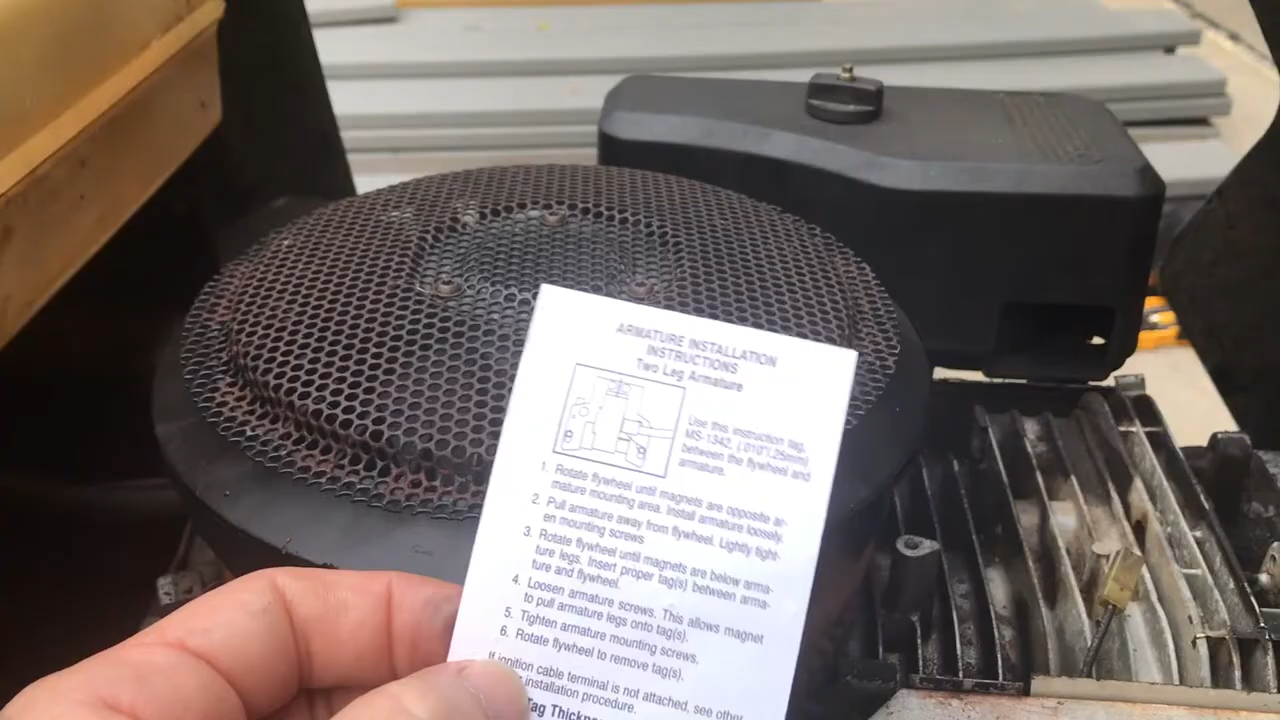 ARMATURE INSTALLATION
INSTRUCTIONS
Two Leg Armature
Use this instruction tag,
MS-1342, (.010"/.25mm)
between the flywheel and
armature.
1. Rotate flywheel until magnets are opposite ar-
mature mounting area. Install armature loosely.
2. Pull armature away from flywheel. Lightly tight-
en mounting screws
3. Rotate flywheel until magnets are below arma-
ture legs. Insert proper tag(s) between arma-
ture and flywheel.
4. Loosen armature screws. This allows magnet
to pull armature legs onto tag(s).
5. Tighten armature mounting screws.
6. Rotate flywheel to remove tag(s).
If ignition cable terminal is not attached, see other
installation procedure.
Tag